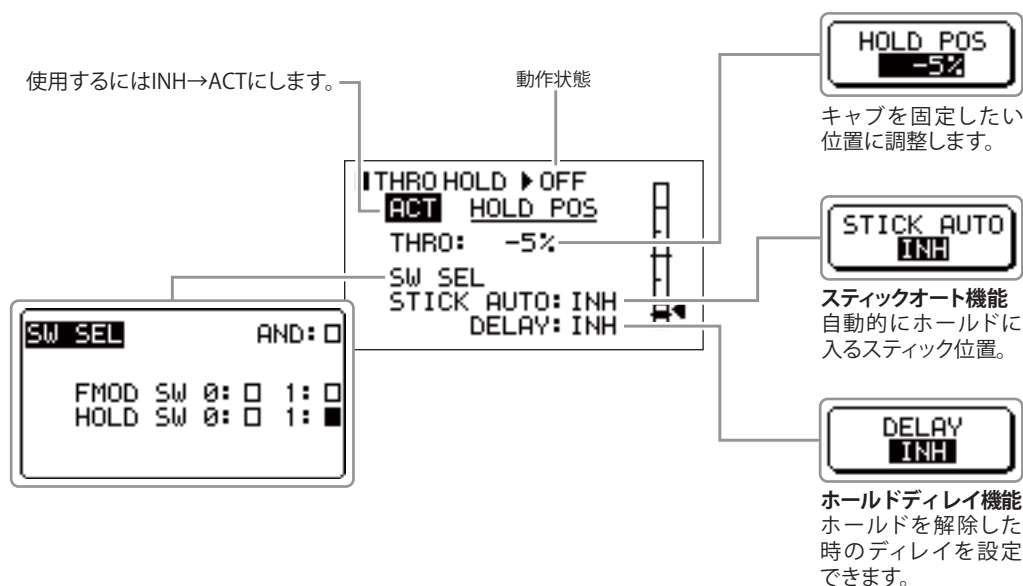 使用するにはINH→ACTにします。
動作状態
THRO HOLD ▶OFF
ACT HOLD POS
THRO: -5%
SW SEL
STICK AUTO: INH
DELAY: INH
SW SEL AND: □
FMOD SW 0: □ 1: □
HOLD SW 0: □ 1: ■
HOLD POS
-5%
キャブを固定したい
位置に調整します。
STICK AUTO
INH
スティックオート機能
自動的にホールドに
入るスティック位置。
DELAY
INH
ホールドディレイ機能
ホールドを解除した
時のディレイを設定
できます。